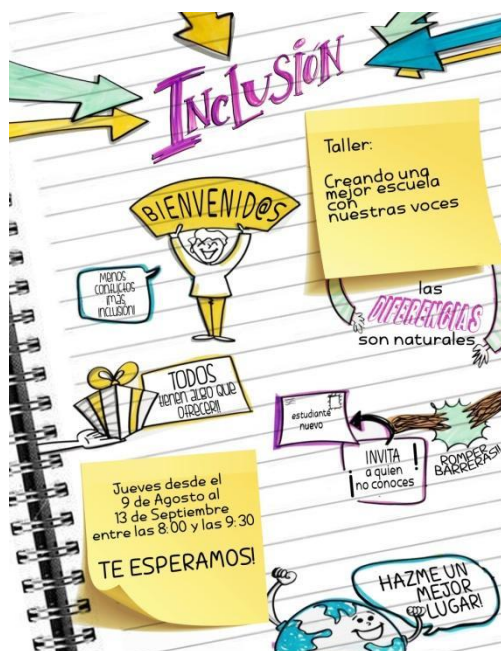 INCLUSIÓN
Taller:
Creando una
mejor escuela
con
nuestras voces
BIENVENID@S
MENOS
CONFLICTOS
¡MÁS
INCLUSIÓN!
las
DIFERENCIAS
son naturales
TODOS
tienen algo que
OFRECER!!
estudiante
nuevo
¡INVITA!
a quien
no conoces
ROMPER
BARRERAS!!
Jueves desde el
9 de Agosto al
13 de Septiembre
entre las 8:00 y las 9:30
TE ESPERAMOS!
HAZME UN
MEJOR
LUGAR!